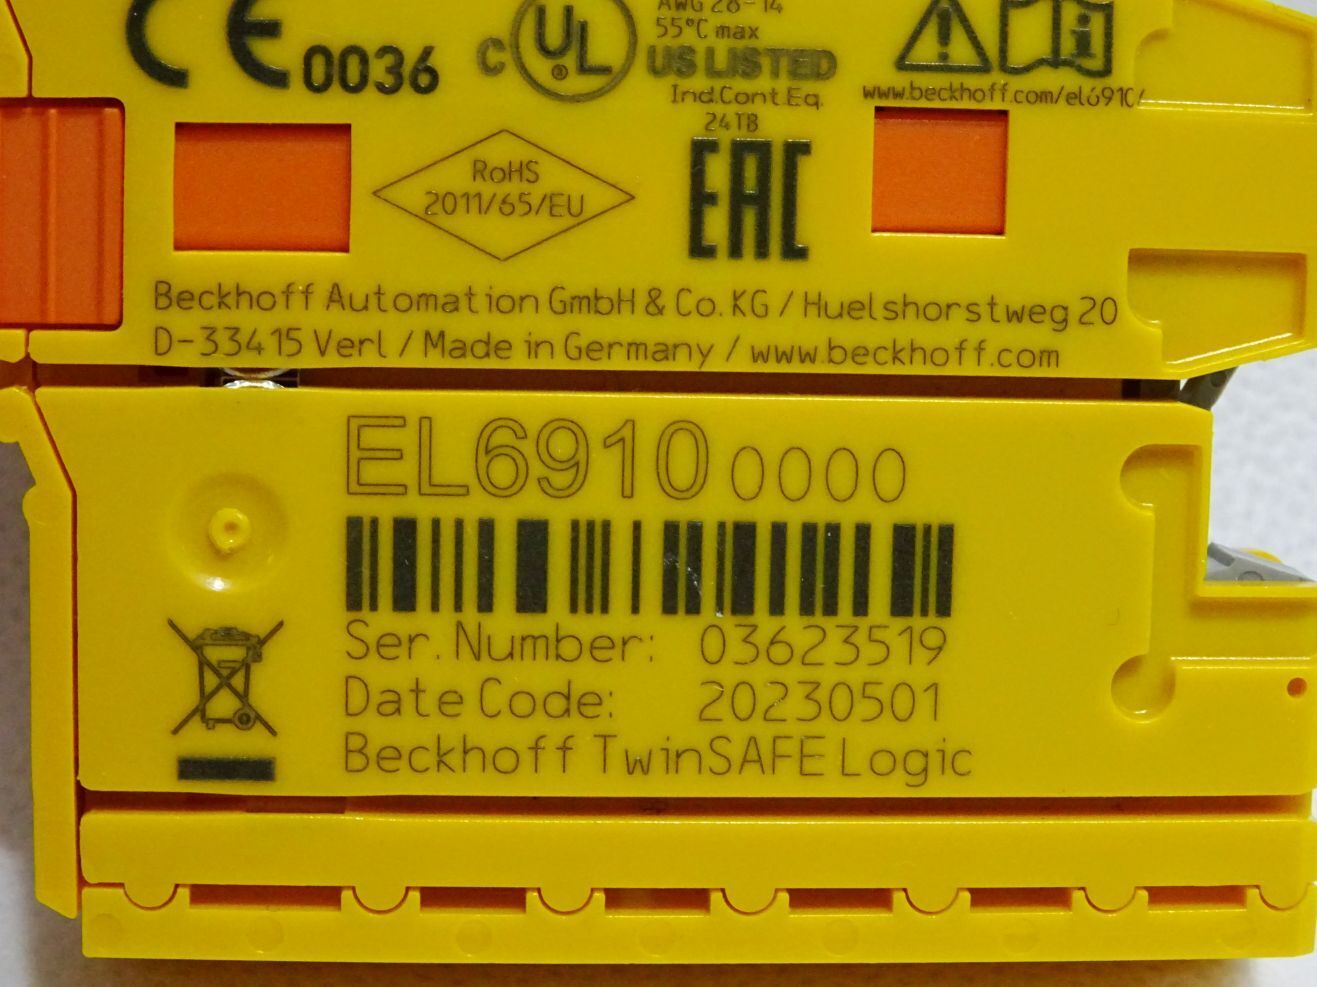 AWG 28-14
55°C max
CE 0036
C UL ® US LISTED
Ind.Cont.Eq.
24TB
www.beckhoff.com/el6910/
RoHS
2011/65/EU
EAC
Beckhoff Automation GmbH & Co. KG / Huelshorstweg 20
D-33415 Verl / Made in Germany / www.beckhoff.com
EL6910 0000
Ser. Number: 03623519
Date Code: 20230501
Beckhoff TwinSAFE Logic